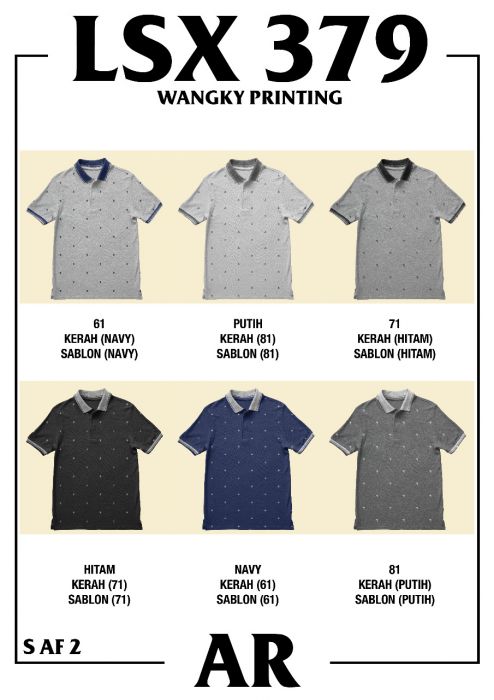 LSX 379
WANGKY PRINTING
61
KERAH (NAVY)
SABLON (NAVY)
PUTIH
KERAH (81)
SABLON (81)
71
KERAH (HITAM)
SABLON (HITAM)
HITAM
KERAH (71)
SABLON (71)
NAVY
KERAH (61)
SABLON (61)
81
KERAH (PUTIH)
SABLON (PUTIH)
S AF 2
AR